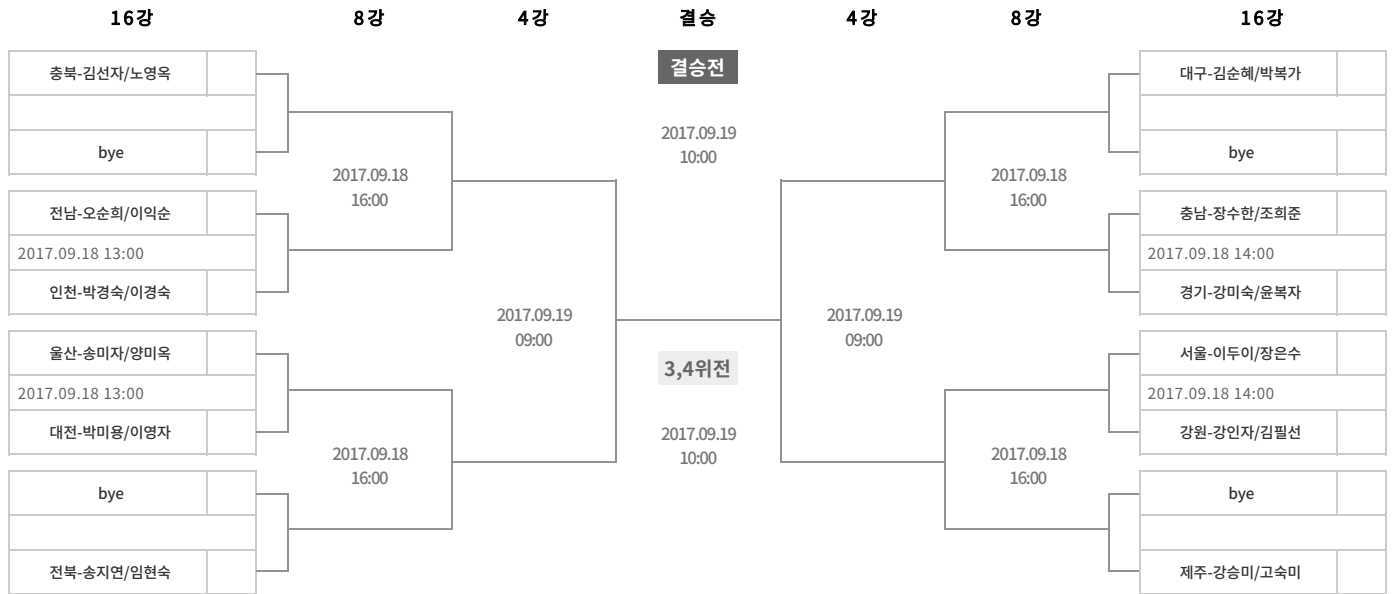 16강 8강 4강 결승 4강 8강 16강
충북-김선자/노영옥
bye
전남-오순희/이익순
2017.09.18 13:00
인천-박경숙/이경숙
울산-송미자/양미옥
2017.09.18 13:00
대전-박미용/이영자
bye
전북-송지연/임현숙
2017.09.18
16:00
2017.09.18
16:00
2017.09.19
09:00
결승전
2017.09.19
10:00
3,4위전
2017.09.19
10:00
2017.09.19
09:00
2017.09.18
16:00
2017.09.18
16:00
대구-김순혜/박복가
bye
충남-장수한/조희준
2017.09.18 14:00
경기-강미숙/윤복자
서울-이두이/장은수
2017.09.18 14:00
강원-강인자/김필선
bye
제주-강승미/고숙미